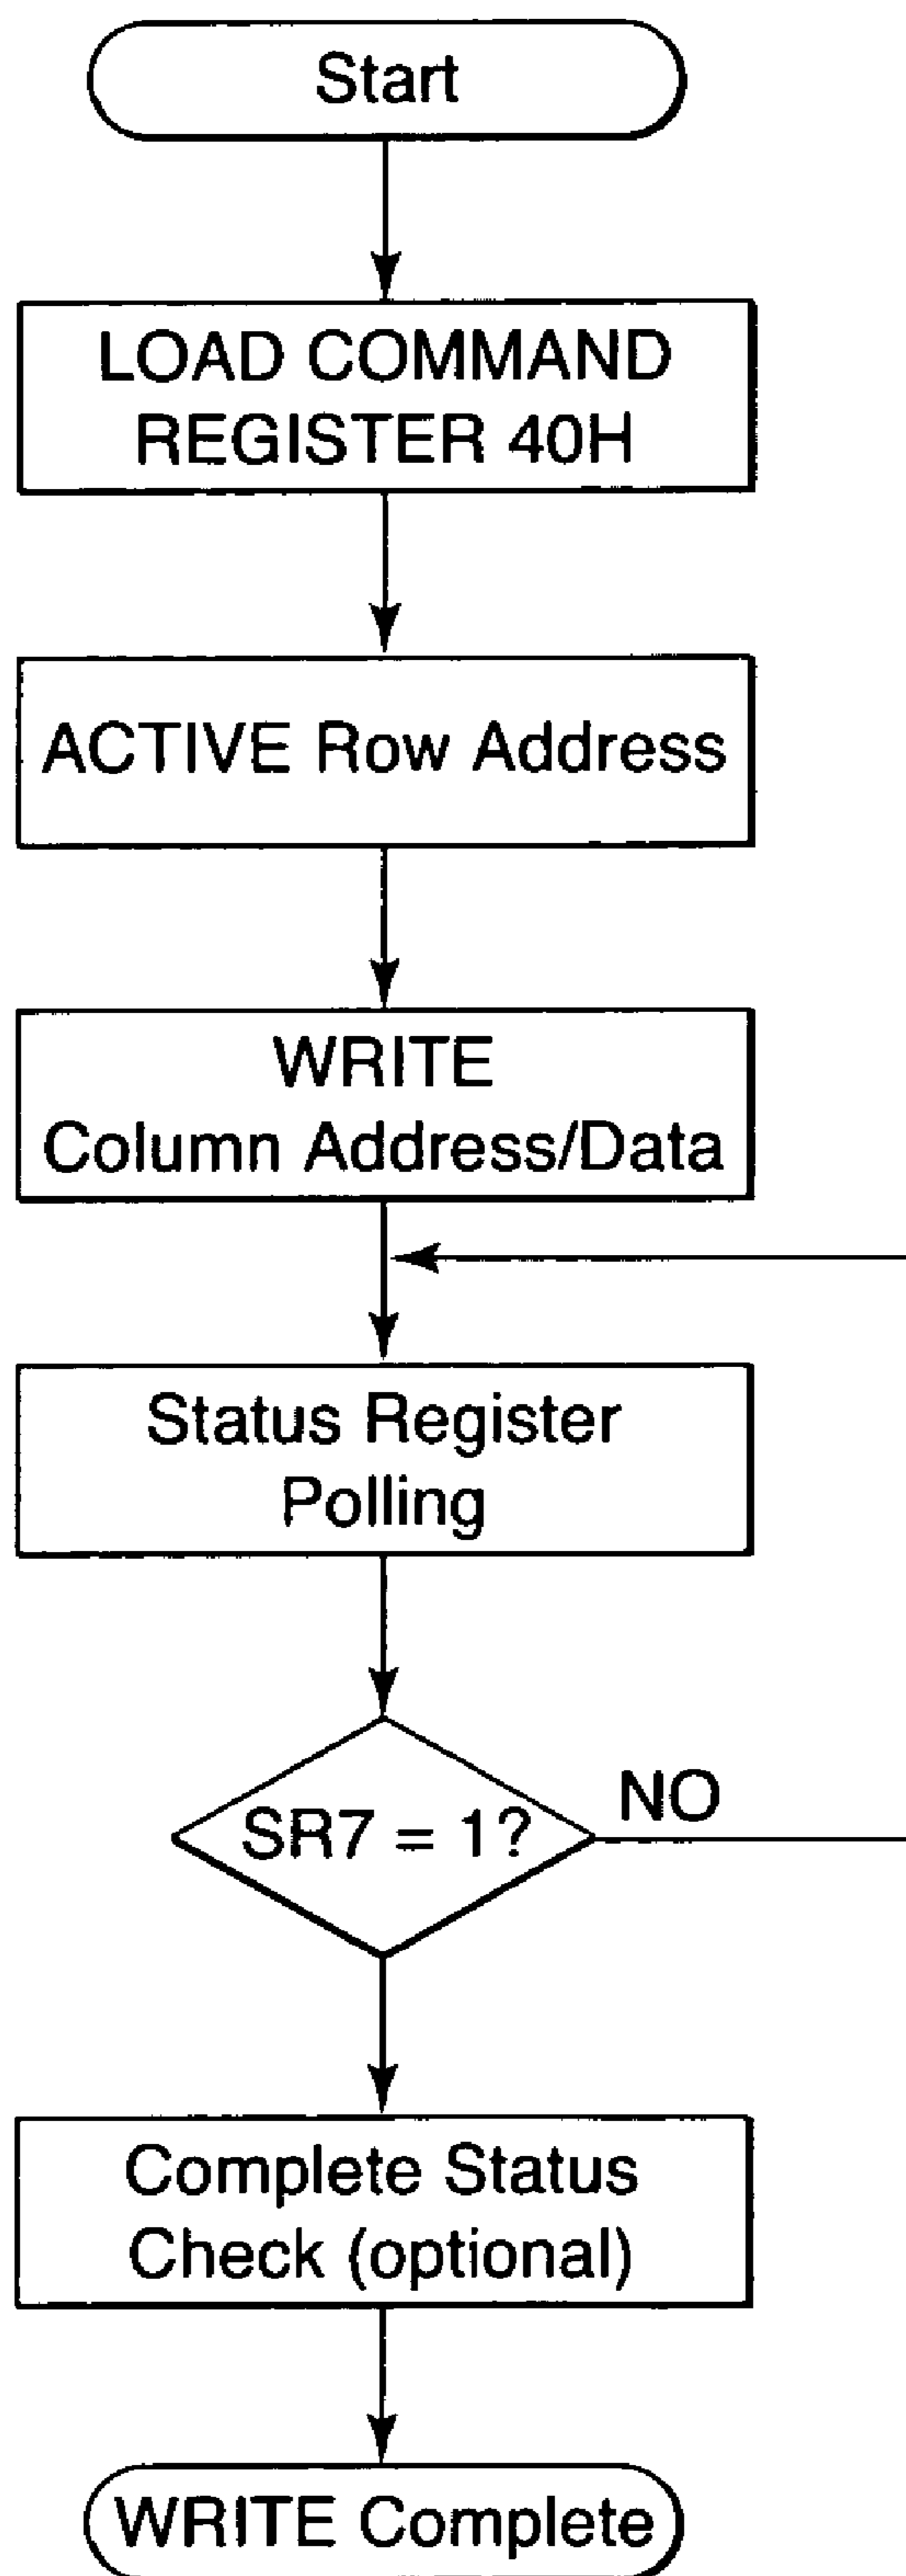 Start
LOAD COMMAND
REGISTER 40H
ACTIVE Row Address
WRITE
Column Address/Data
Status Register
Polling
SR7 = 1?
NO
Complete Status
Check (optional)
WRITE Complete